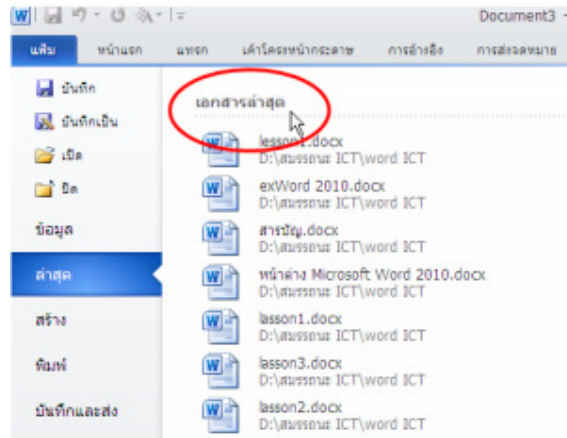 Document3 -
แฟ้ม หน้าแรก แทรก เค้าโครงหน้ากระดาษ การอ้างอิง การส่งจดหมาย
บันทึก
บันทึกเป็น
เปิด
ปิด
ข้อมูล
ล่าสุด
สร้าง
พิมพ์
บันทึกและส่ง
เอกสารล่าสุด
lesson1.docx
D:\สมรรถนะ ICT\word ICT
exWord 2010.docx
D:\สมรรถนะ ICT\word ICT
สารบัญ.docx
D:\สมรรถนะ ICT\word ICT
หน้าต่าง Microsoft Word 2010.docx
D:\สมรรถนะ ICT\word ICT
lasson1.docx
D:\สมรรถนะ ICT\word ICT
lasson3.docx
D:\สมรรถนะ ICT\word ICT
lasson2.docx
D:\สมรรถนะ ICT\word ICT